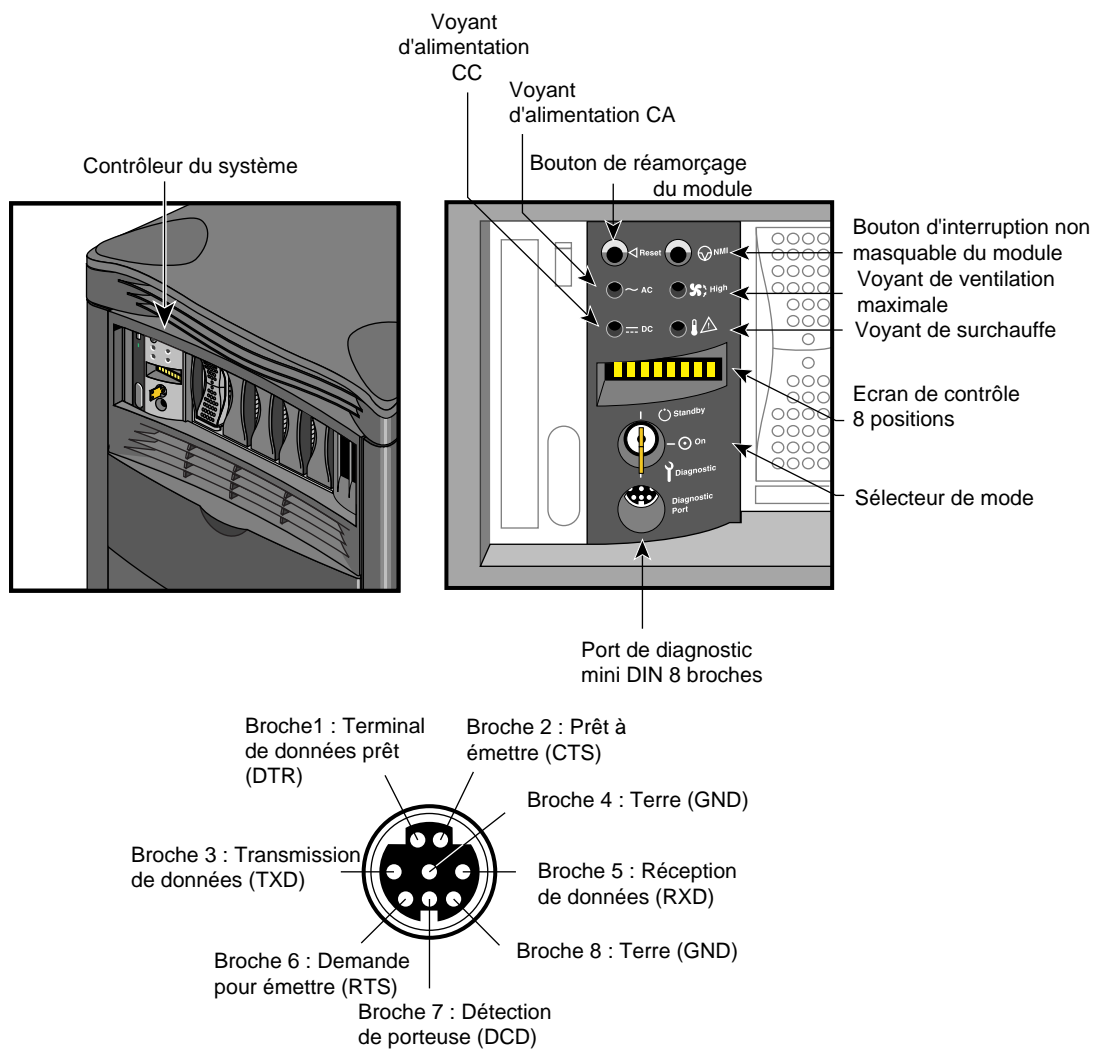 Voyant
d'alimentation
CC
Voyant
d'alimentation CA
Bouton de réamorçage
du module
Contrôleur du système
Bouton d'interruption non
masquable du module
Voyant de ventilation
maximale
Voyant de surchauffe
Ecran de contrôle
8 positions
Sélecteur de mode
Reset
NMI
AC
High
DC
Standby
On
Diagnostic
Diagnostic
Port
Port de diagnostic
mini DIN 8 broches
Broche1 : Terminal
de données prêt
(DTR)
Broche 2 : Prêt à
émettre (CTS)
Broche 4 : Terre (GND)
Broche 3 : Transmission
de données (TXD)
Broche 5 : Réception
de données (RXD)
Broche 8 : Terre (GND)
Broche 6 : Demande
pour émettre (RTS)
Broche 7 : Détection
de porteuse (DCD)